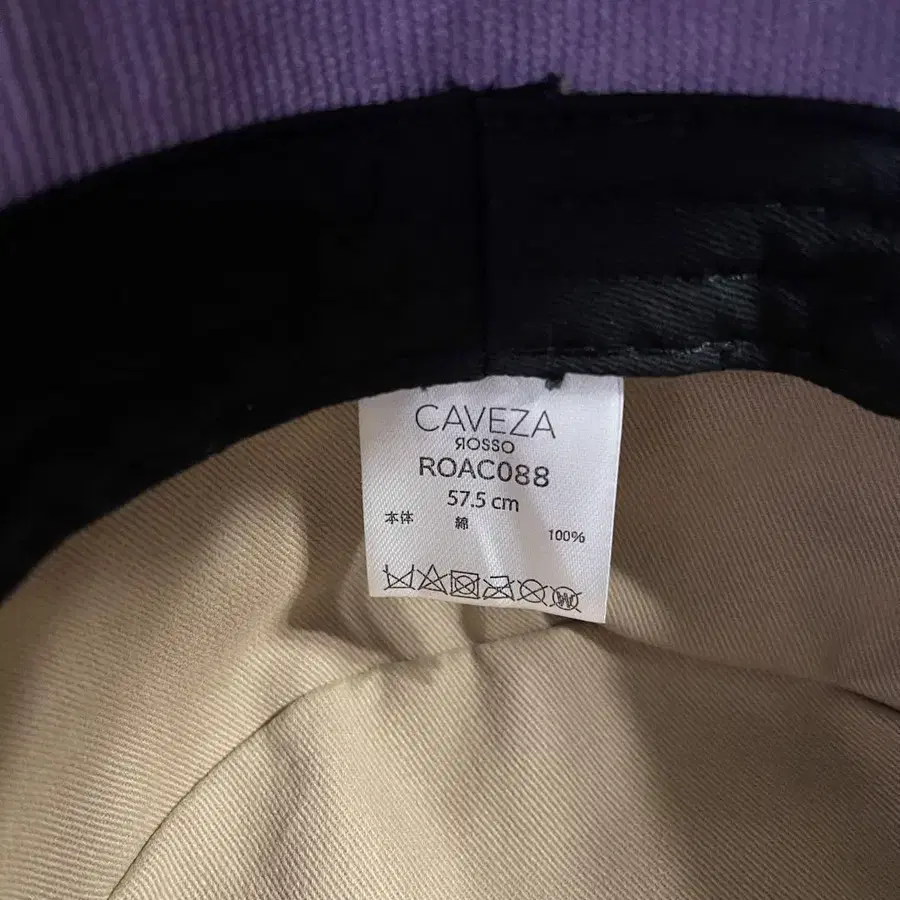 CAVEZA
ROSSO
ROAC088
57.5 cm
本体 綿 100%
W